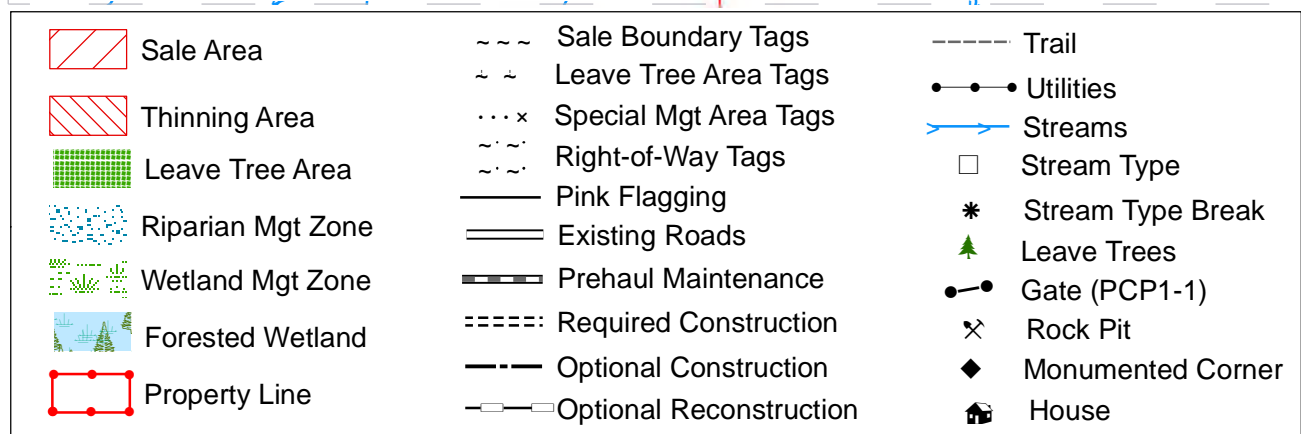 Sale Area
Thinning Area
Leave Tree Area
Riparian Mgt Zone
Wetland Mgt Zone
Forested Wetland
Property Line
Sale Boundary Tags
Leave Tree Area Tags
Special Mgt Area Tags
Right-of-Way Tags
Pink Flagging
Existing Roads
Prehaul Maintenance
Required Construction
Optional Construction
Optional Reconstruction
Trail
Utilities
Streams
Stream Type
Stream Type Break
Leave Trees
Gate (PCP1-1)
Rock Pit
Monumented Corner
House